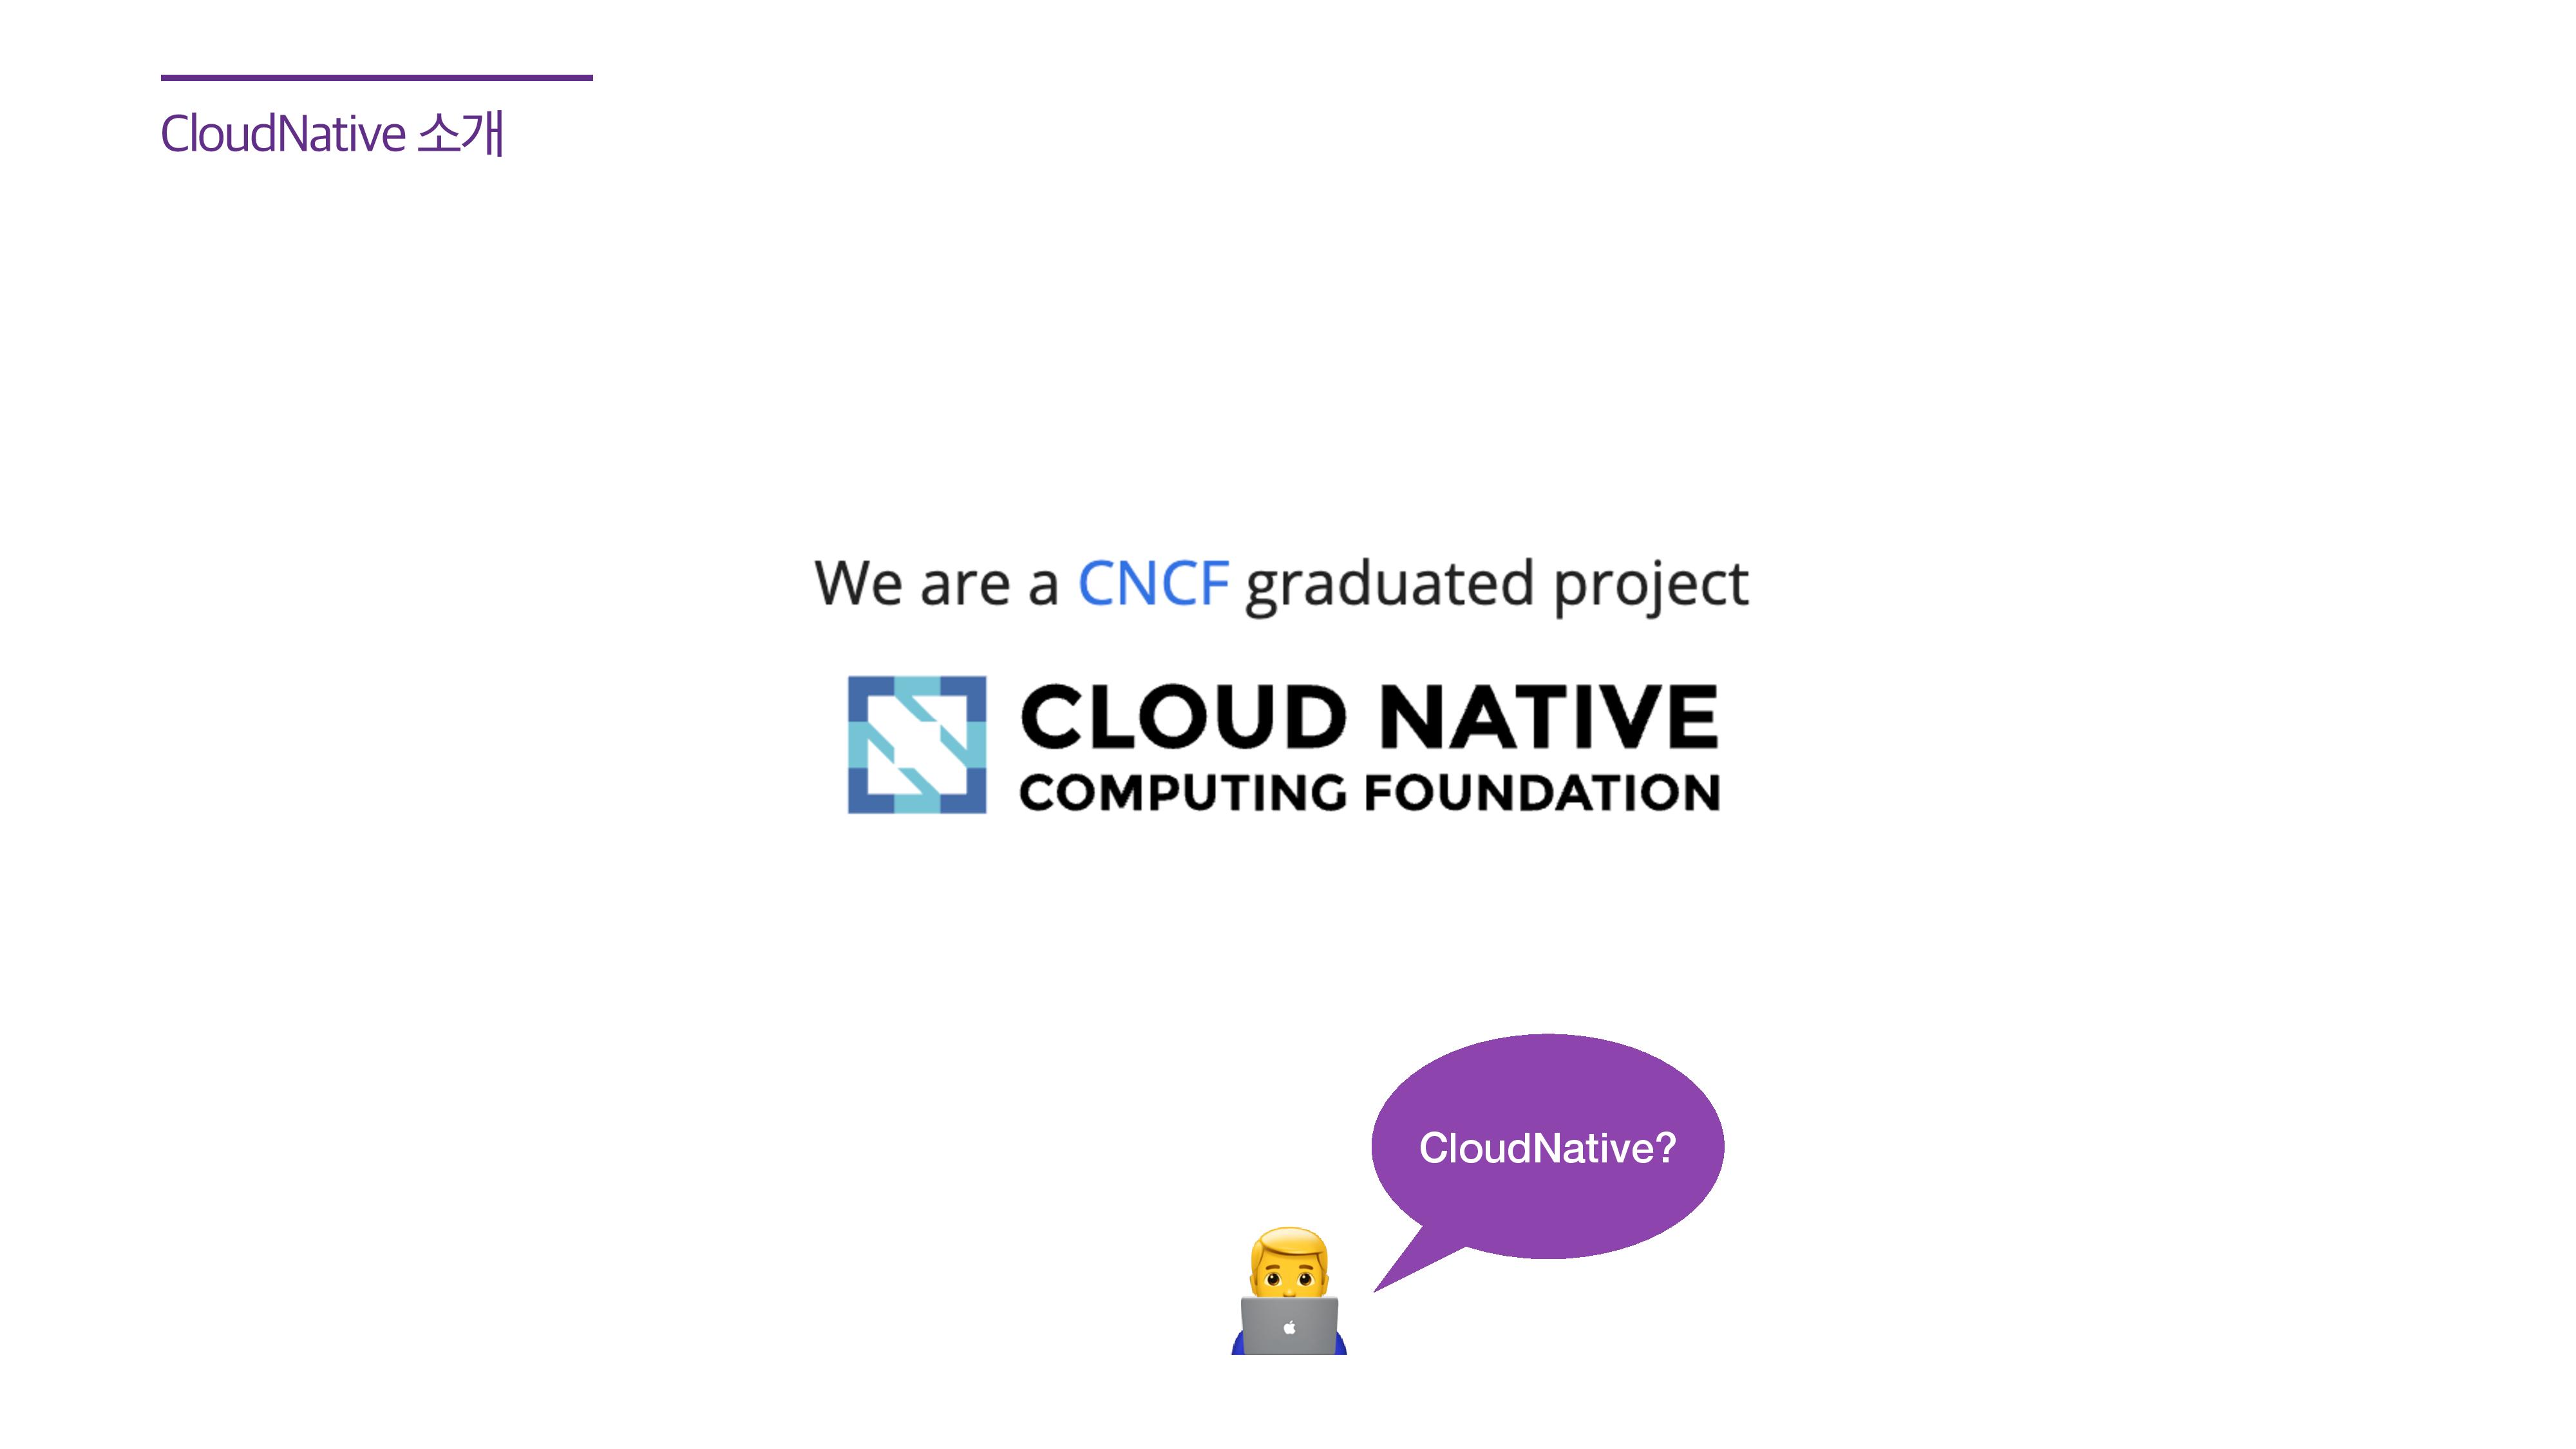 CloudNative 소개
We are a CNCF graduated project
CLOUD NATIVE
COMPUTING FOUNDATION
CloudNative?